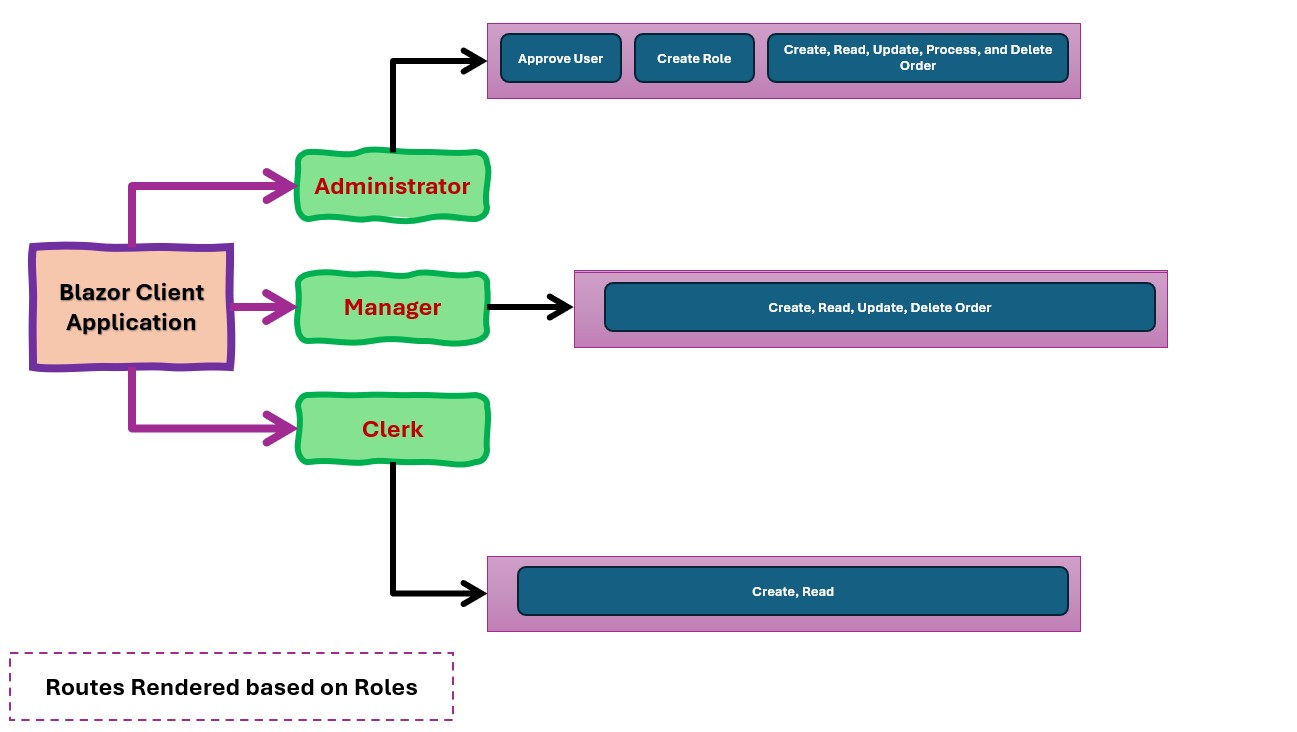 Approve User
Create Role
Create, Read, Update, Process, and Delete
Order
Administrator
Blazor Client
Application
Manager
Create, Read, Update, Delete Order
Clerk
Create, Read
Routes Rendered based on Roles